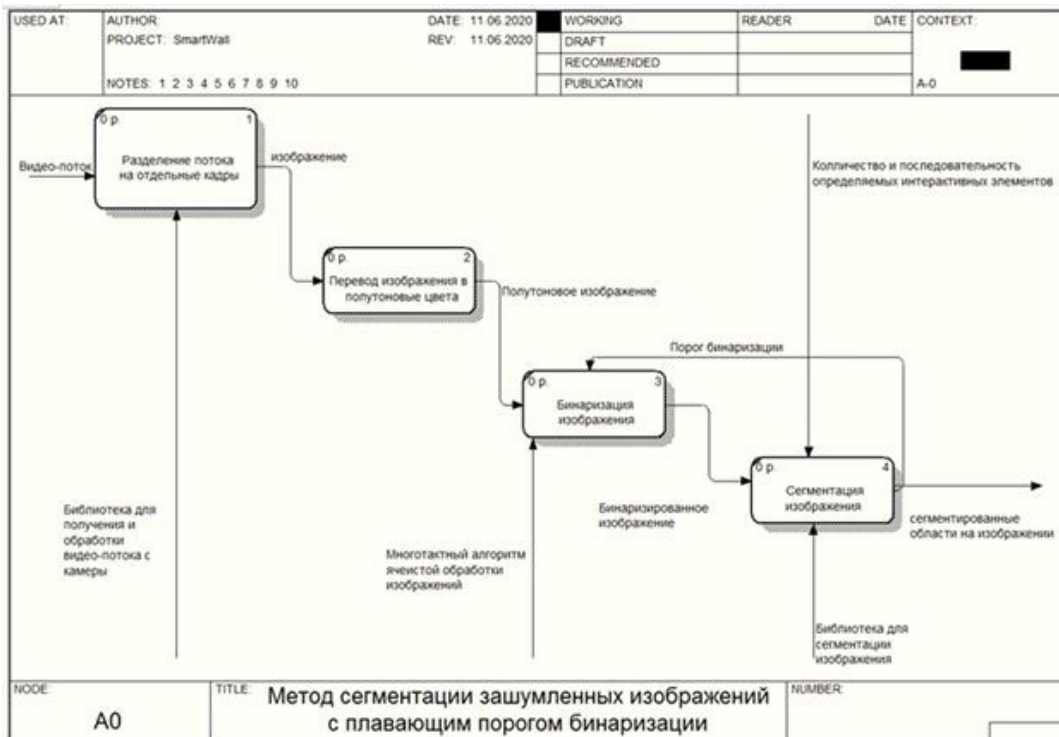 USED AT:
AUTHOR:
DATE: 11.06.2020
WORKING
READER
DATE
CONTEXT:
PROJECT: SmartWall
REV: 11.06.2020
DRAFT
RECOMMENDED
NOTES: 1 2 3 4 5 6 7 8 9 10
PUBLICATION
A-0
0 р.
1
Разделение потока
на отдельные кадры
Видео-поток
изображение
Колличество и последовательность
определяемых интерактивных элементов
0 р.
2
Перевод изображения в
полутоновые цвета
Полутоновое изображение
Порог бинаризации
0 р.
3
Бинаризация
изображения
0 р.
4
Сегментация
изображения
Библиотека для
получения и
обработки
видео-потока с
камеры
Бинаризированное
изображение
сегментированные
области на изображении
Многотактный алгоритм
ячеистой обработки
изображений
Библиотека для
сегментации
изображения
NODE:
A0
TITLE:
Метод сегментации зашумленных изображений
с плавающим порогом бинаризации
NUMBER: